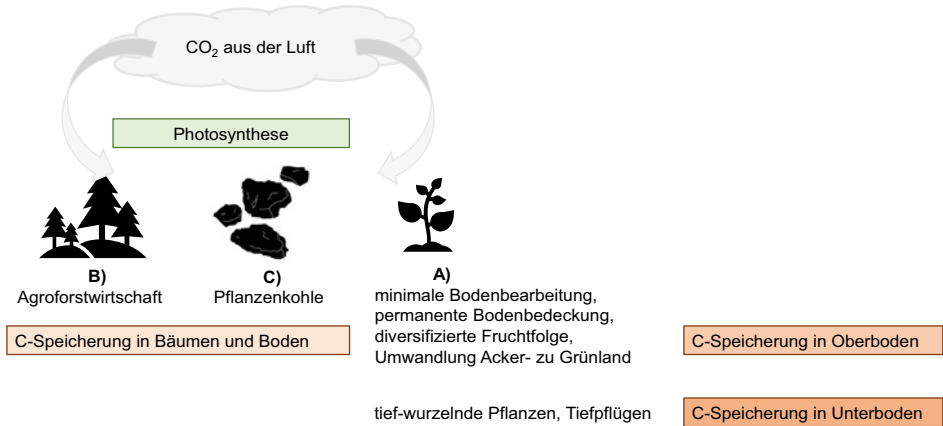 CO₂ aus der Luft
Photosynthese
B)
Agroforstwirtschaft
C)
Pflanzenkohle
A)
minimale Bodenbearbeitung,
permanente Bodenbedeckung,
diversifizierte Fruchtfolge,
Umwandlung Acker- zu Grünland
C-Speicherung in Bäumen und Boden
C-Speicherung in Oberboden
tief-wurzelnde Pflanzen, Tiefpflügen
C-Speicherung in Unterboden